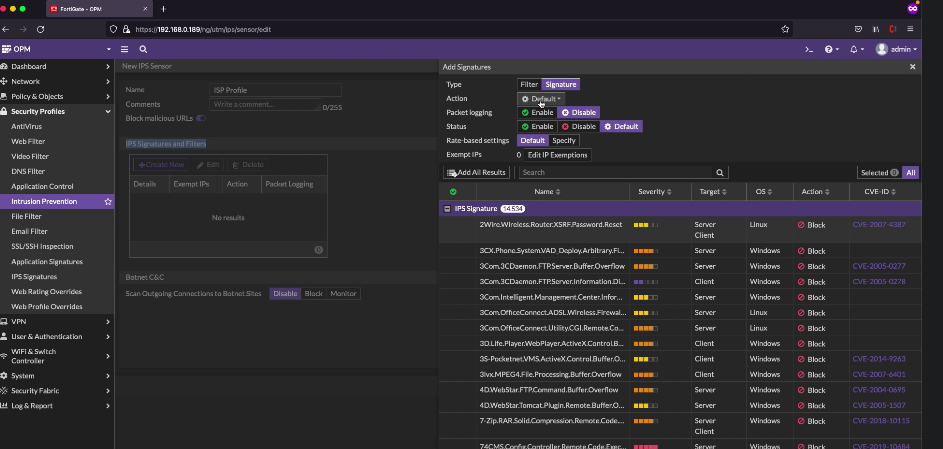 FortiGate - OPM
https://192.168.0.189/ng/utm/ips/sensor/edit
OPM
admin
Dashboard
Network
Policy & Objects
Security Profiles
AntiVirus
Web Filter
Video Filter
DNS Filter
Application Control
Intrusion Prevention
File Filter
Email Filter
SSL/SSH Inspection
Application Signatures
IPS Signatures
Web Rating Overrides
Web Profile Overrides
VPN
User & Authentication
WiFi & Switch
Controller
System
Security Fabric
Log & Report
New IPS Sensor
Name ISP Profile
Comments Write a comment... 0/255
Block malicious URLs
IPS Signatures and Filters
Create New Edit Delete
Details Exempt IPs Action Packet Logging
No results
0
Botnet C&C
Scan Outgoing Connections to Botnet Sites Disable Block Monitor
Add Signatures
Type Filter Signature
Action Default
Packet logging Enable Disable
Status Enable Disable Default
Rate-based settings Default Specify
Exempt IPs 0 Edit IP Exemptions
Add All Results Search Selected 0 All
Name Severity Target OS Action CVE-ID
IPS Signature 14,534
2Wire.Wireless.Router.XSRF.Password.Reset Server Linux Block CVE-2007-4387
Client
3CX.Phone.System.VAD_Deploy.Arbitrary.Fi... Server Windows Block
3Com.3CDaemon.FTP.Server.Buffer.Overflow Server Windows Block CVE-2005-0277
3Com.3CDaemon.FTP.Server.Information.Di... Client Windows Block CVE-2005-0278
3Com.Intelligent.Management.Center.Infor... Server Windows Block
3Com.OfficeConnect.ADSL.Wireless.Firewal... Server Linux Block
3Com.OfficeConnect.Utility.CGI.Remote.Co... Server Linux Block
3D.Life.Player.WebPlayer.ActiveX.Control.B... Client Windows Block
3S-Pocketnet.VMS.ActiveX.Control.Buffer.O... Client Windows Block CVE-2014-9263
3ivx.MPEG4.File.Processing.Buffer.Overflow Client Windows Block CVE-2007-6401
4D.WebStar.FTP.Command.Buffer.Overflow Server Windows Block CVE-2004-0695
4D.WebStar.Tomcat.Plugin.Remote.Buffer.O... Server Windows Block CVE-2005-1507
7-Zip.RAR.Solid.Compression.Remote.Code.... Server Windows Block CVE-2018-10115
Client
74CMS.Config.Controller.Remote.Code.Exec... Server Windows Block CVE-2019-10684